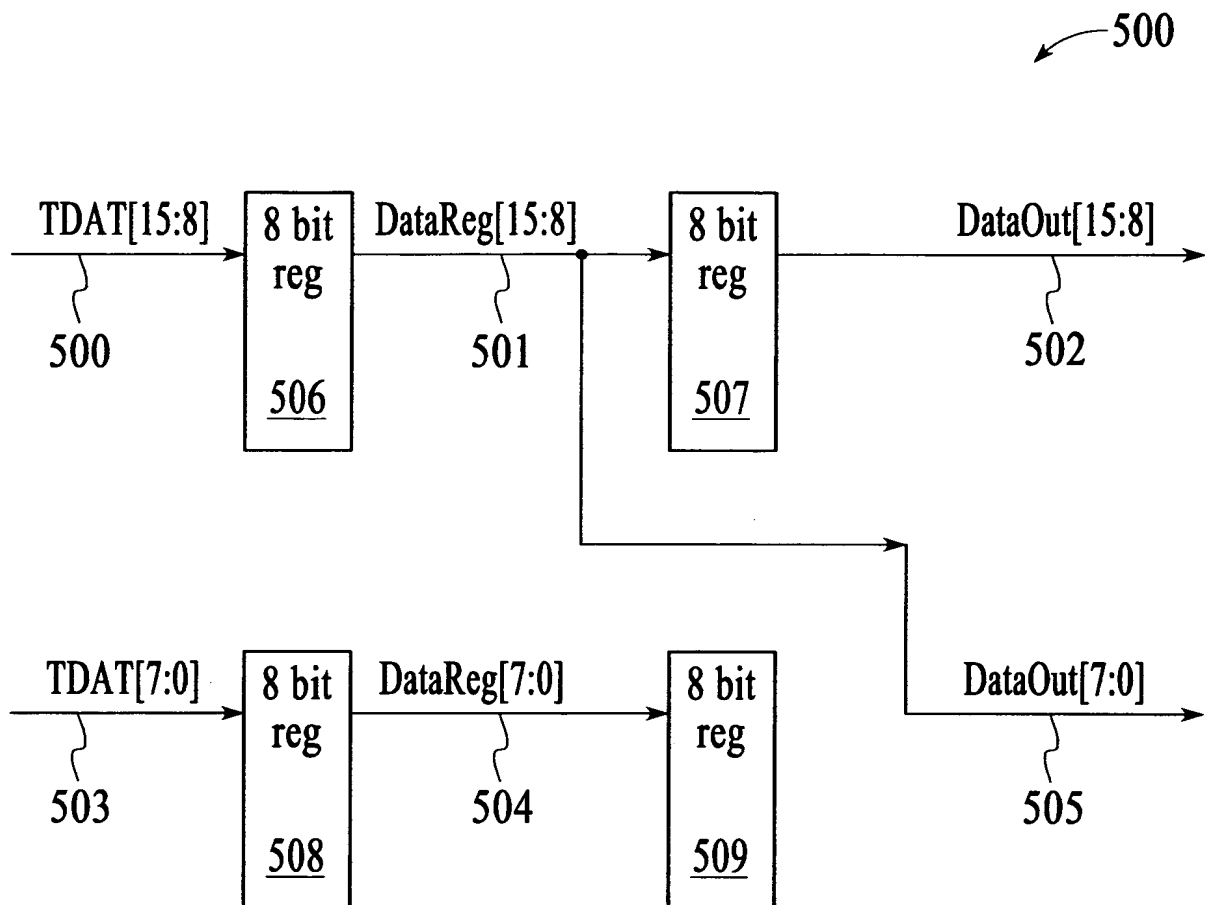 500
TDAT[15:8]
8 bit
reg
DataReg[15:8]
8 bit
reg
DataOut[15:8]
500
506
501
507
502
TDAT[7:0]
8 bit
reg
DataReg[7:0]
8 bit
reg
DataOut[7:0]
503
508
504
509
505